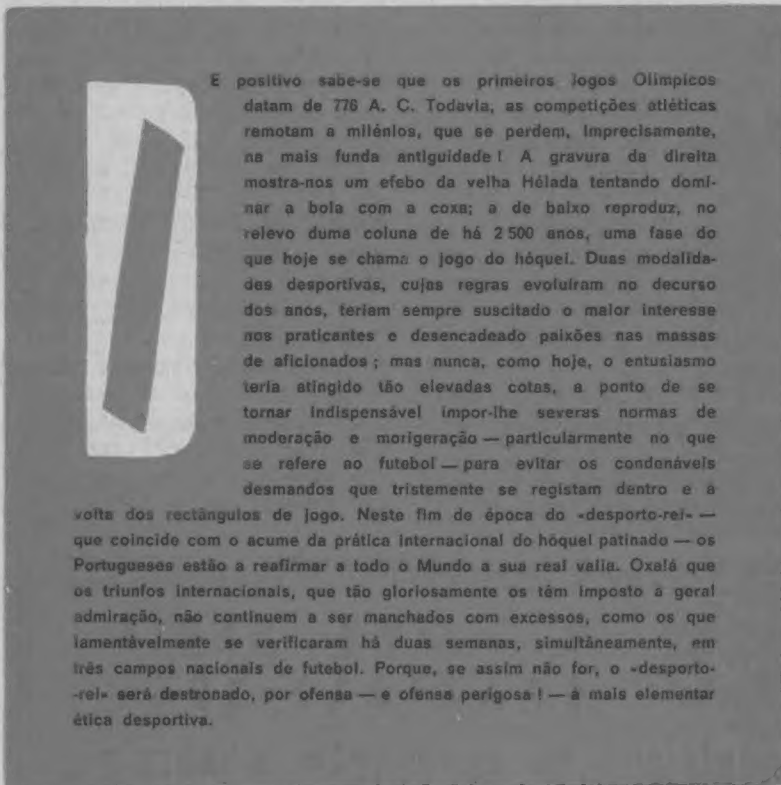 DE positivo sabe-se que os primeiros Jogos Olímpicos
datam de 776 A. C. Todavia, as competições atléticas
remotam a milénios, que se perdem, imprecisamente,
na mais funda antiguidade ! A gravura da direita
mostra-nos um efebo da velha Hélada tentando domi-
nar a bola com a coxa; a de baixo reproduz, no
relevo duma coluna de há 2 500 anos, uma fase do
que hoje se chama o jogo do hóquei. Duas modalida-
des desportivas, cujas regras evoluíram no decurso
dos anos, teriam sempre suscitado o maior interesse
nos praticantes e desencadeado paixões nas massas
de aficionados ; mas nunca, como hoje, o entusiasmo
teria atingido tão elevadas cotas, a ponto de se
tornar indispensável impor-lhe severas normas de
moderação e morigeração — particularmente no que
se refere ao futebol — para evitar os condenáveis
desmandos que tristemente se registam dentro e à
volta dos rectângulos de jogo. Neste fim de época do «desporto-rei» —
que coincide com o acume da prática internacional do hóquei patinado — os
Portugueses estão a reafirmar a todo o Mundo a sua real valia. Oxalá que
os triunfos internacionais, que tão gloriosamente os têm imposto à geral
admiração, não continuem a ser manchados com excessos, como os que
lamentàvelmente se verificaram há duas semanas, simultâneamente, em
três campos nacionais de futebol. Porque, se assim não for, o «desporto-
-rei» será destronado, por ofensa — e ofensa perigosa ! — à mais elementar
ética desportiva.